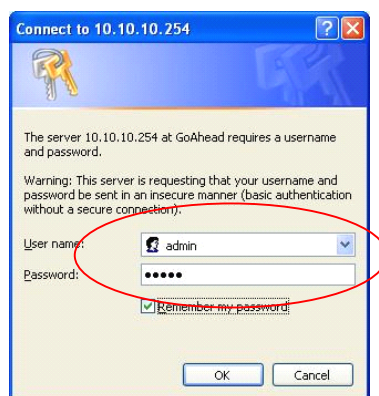 Connect to 10.10.10.254
The server 10.10.10.254 at GoAhead requires a username
and password.
Warning: This server is requesting that your username and
password be sent in an insecure manner (basic authentication
without a secure connection).
User name:
admin
Password:
•••••
Remember my password
OK
Cancel